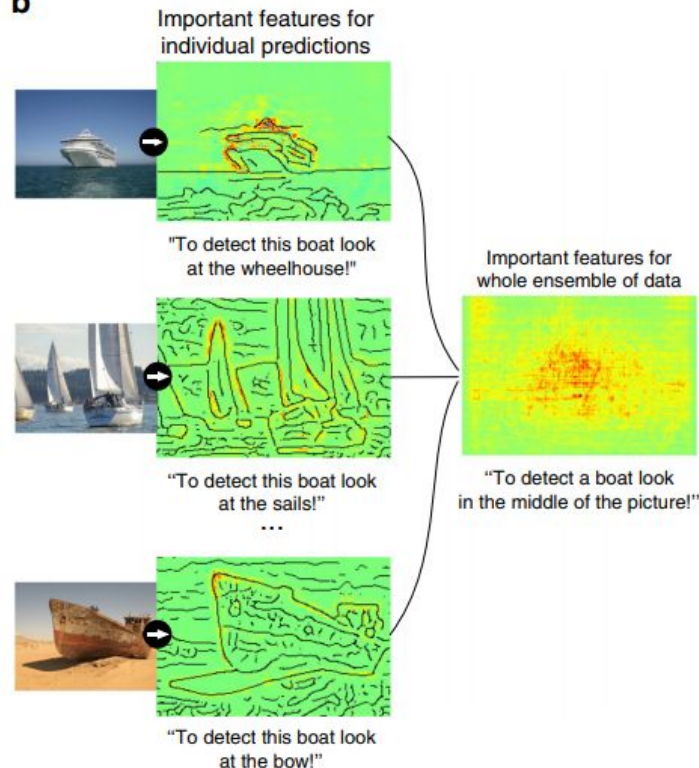 b
Important features for
individual predictions
"To detect this boat look
at the wheelhouse!"
“To detect this boat look
at the sails!”
...
“To detect this boat look
at the bow!”
Important features for
whole ensemble of data
“To detect a boat look
in the middle of the picture!”